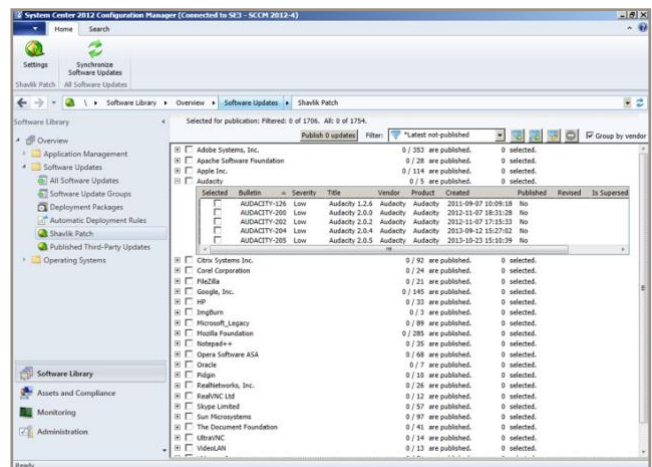 System Center 2012 Configuration Manager (Connected to SE3 - SCCM 2012-4)
Home Search
Settings
Synchronize Software Updates
Shavlik Patch All Software Updates
\ Software Library Overview Software Updates Shavlik Patch
Software Library
Overview
Application Management
Software Updates
All Software Updates
Software Update Groups
Deployment Packages
Automatic Deployment Rules
Shavlik Patch
Published Third-Party Updates
Operating Systems
Software Library
Assets and Compliance
Monitoring
Administration
Selected for publication: Filtered: 0 of 1706. All: 0 of 1754.
Publish 0 updates Filter: *Latest not-published Group by vendor
Adobe Systems, Inc. 0 / 353 are published. 0 selected.
Apache Software Foundation 0 / 28 are published. 0 selected.
Apple Inc. 0 / 114 are published. 0 selected.
Audacity 0 / 5 are published. 0 selected.
Selected Bulletin Severity Title Vendor Product Created Published Revised Is Supersed
AUDACITY-126 Low Audacity 1.2.6 Audacity Audacity 2011-09-07 10:09:18 No
AUDACITY-200 Low Audacity 2.0.0 Audacity Audacity 2012-11-07 18:31:28 No
AUDACITY-202 Low Audacity 2.0.2 Audacity Audacity 2012-11-07 17:15:33 No
AUDACITY-204 Low Audacity 2.0.4 Audacity Audacity 2013-09-12 15:27:02 No
AUDACITY-205 Low Audacity 2.0.5 Audacity Audacity 2013-10-23 15:10:39 No
Citrix Systems Inc. 0 / 92 are published. 0 selected.
Corel Corporation 0 / 24 are published. 0 selected.
FileZilla 0 / 21 are published. 0 selected.
Google, Inc. 0 / 145 are published. 0 selected.
HP 0 / 33 are published. 0 selected.
ImgBurn 0 / 3 are published. 0 selected.
Microsoft_Legacy 0 / 89 are published. 0 selected.
Mozilla Foundation 0 / 285 are published. 0 selected.
Notepad++ 0 / 35 are published. 0 selected.
Opera Software ASA 0 / 68 are published. 0 selected.
Oracle 0 / 7 are published. 0 selected.
Pidgin 0 / 10 are published. 0 selected.
RealNetworks, Inc. 0 / 26 are published. 0 selected.
RealVNC Ltd 0 / 12 are published. 0 selected.
Skype Limited 0 / 57 are published. 0 selected.
Sun Microsystems 0 / 97 are published. 0 selected.
The Document Foundation 0 / 41 are published. 0 selected.
UltraVNC 0 / 14 are published. 0 selected.
VideoLAN 0 / 13 are published. 0 selected.
Ready